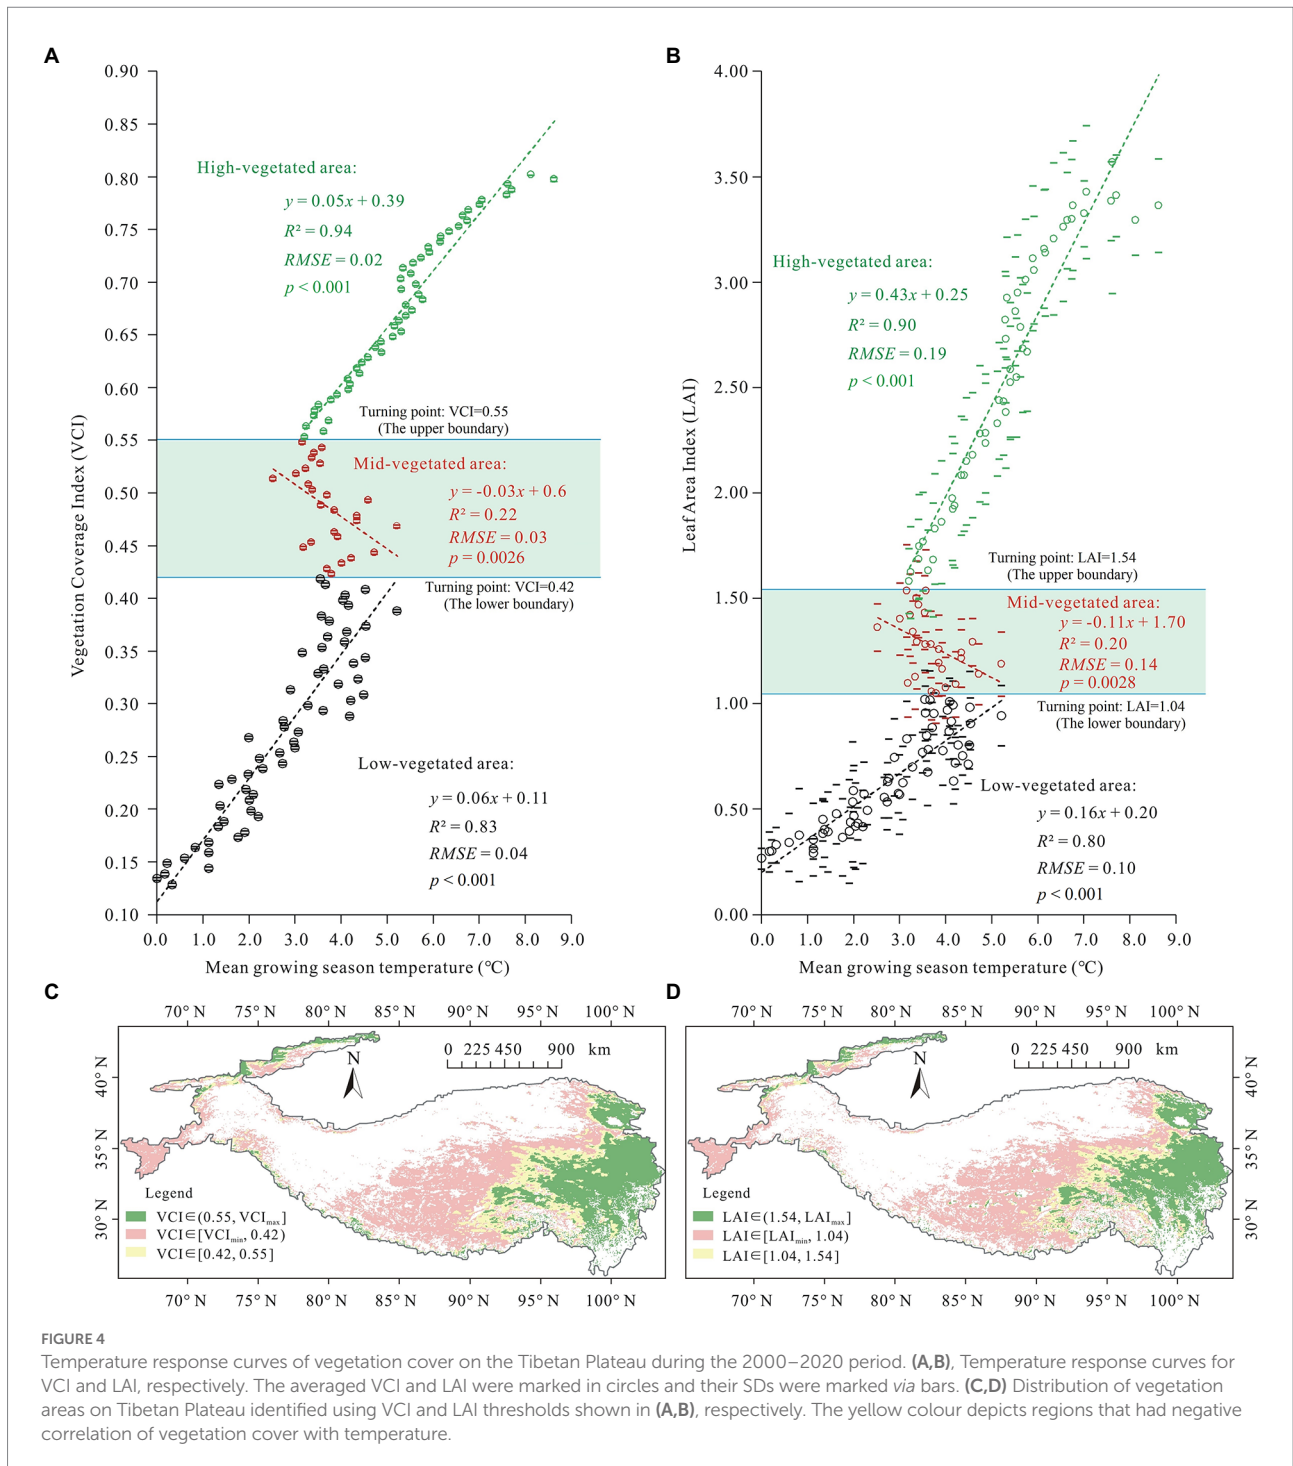 A
Vegetation Coverage Index (VCI)
0.90
0.85
0.80
0.75
0.70
0.65
0.60
0.55
0.50
0.45
0.40
0.35
0.30
0.25
0.20
0.15
0.10
High-vegetated area:
y = 0.05x + 0.39
R² = 0.94
RMSE = 0.02
p < 0.001
Turning point: VCI=0.55
(The upper boundary)
Mid-vegetated area:
y = -0.03x + 0.6
R² = 0.22
RMSE = 0.03
p = 0.0026
Turning point: VCI=0.42
(The lower boundary)
Low-vegetated area:
y = 0.06x + 0.11
R² = 0.83
RMSE = 0.04
p < 0.001
0.0 1.0 2.0 3.0 4.0 5.0 6.0 7.0 8.0 9.0
Mean growing season temperature (℃)
B
Leaf Area Index (LAI)
4.00
3.50
3.00
2.50
2.00
1.50
1.00
0.50
0.00
High-vegetated area:
y = 0.43x + 0.25
R² = 0.90
RMSE = 0.19
p < 0.001
Turning point: LAI=1.54
(The upper boundary)
Mid-vegetated area:
y = -0.11x + 1.70
R² = 0.20
RMSE = 0.14
p = 0.0028
Turning point: LAI=1.04
(The lower boundary)
Low-vegetated area:
y = 0.16x + 0.20
R² = 0.80
RMSE = 0.10
p < 0.001
0.0 1.0 2.0 3.0 4.0 5.0 6.0 7.0 8.0 9.0
Mean growing season temperature (℃)
C
70° N 75° N 80° N 85° N 90° N 95° N 100° N
40° N
35° N
30° N
N
0 225 450 900 km
Legend
VCI∈(0.55, VCImax]
VCI∈[VCImin, 0.42)
VCI∈[0.42, 0.55]
70° N 75° N 80° N 85° N 90° N 95° N 100° N
D
70° N 75° N 80° N 85° N 90° N 95° N 100° N
40° N
35° N
30° N
N
0 225 450 900 km
Legend
LAI∈(1.54, LAImax]
LAI∈[LAImin, 1.04)
LAI∈[1.04, 1.54]
70° N 75° N 80° N 85° N 90° N 95° N 100° N
FIGURE 4
Temperature response curves of vegetation cover on the Tibetan Plateau during the 2000–2020 period. (A,B), Temperature response curves for
VCI and LAI, respectively. The averaged VCI and LAI were marked in circles and their SDs were marked via bars. (C,D) Distribution of vegetation
areas on Tibetan Plateau identified using VCI and LAI thresholds shown in (A,B), respectively. The yellow colour depicts regions that had negative
correlation of vegetation cover with temperature.